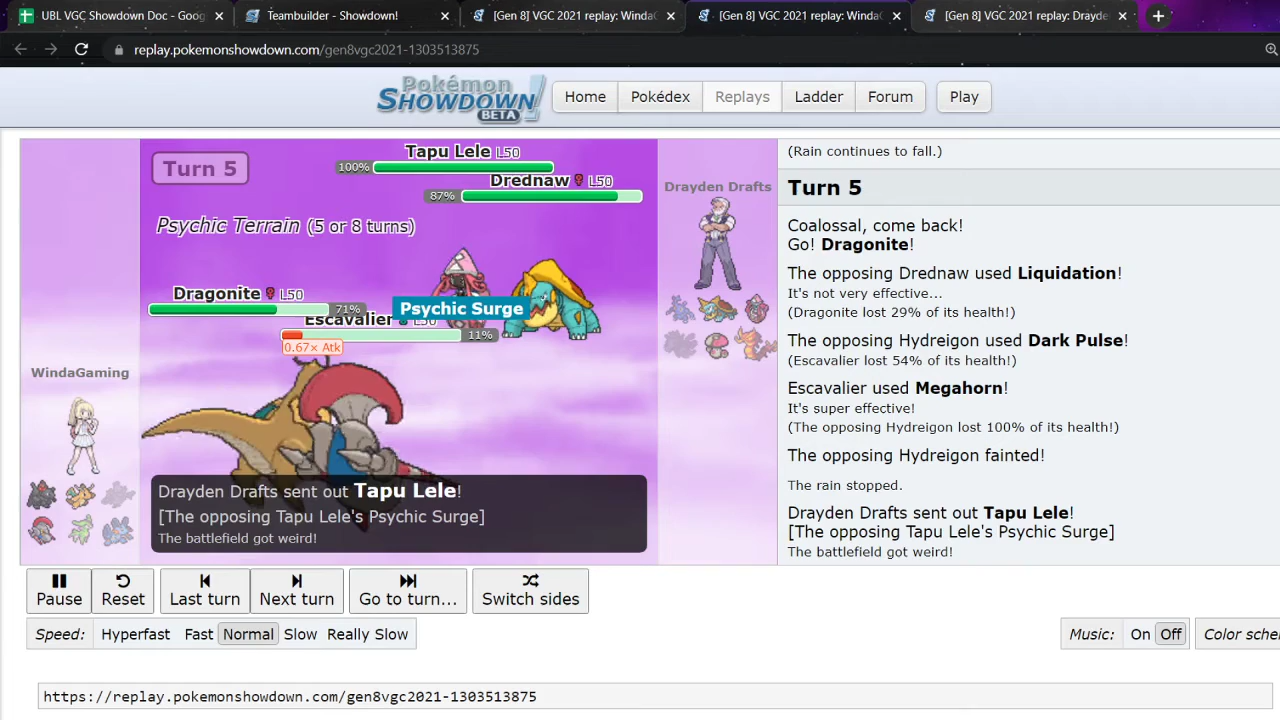 UBL VGC Showdown Doc - Goog
Teambuilder - Showdown!
[Gen 8] VGC 2021 replay: WindaG
[Gen 8] VGC 2021 replay: WindaG
[Gen 8] VGC 2021 replay: Drayde
replay.pokemonshowdown.com/gen8vgc2021-1303513875
Pokémon
SHOWDOWN!
BETA
Home
Pokédex
Replays
Ladder
Forum
Play
Turn 5
Tapu Lele L50
100%
Drednaw L50
87%
Psychic Terrain (5 or 8 turns)
Dragonite L50
71%
Psychic Surge
Escavalier L50
11%
0.67× Atk
WindaGaming
Drayden Drafts
Drayden Drafts sent out Tapu Lele!
[The opposing Tapu Lele's Psychic Surge]
The battlefield got weird!
(Rain continues to fall.)
Turn 5
Coalossal, come back!
Go! Dragonite!
The opposing Drednaw used Liquidation!
It's not very effective...
(Dragonite lost 29% of its health!)
The opposing Hydreigon used Dark Pulse!
(Escavalier lost 54% of its health!)
Escavalier used Megahorn!
It's super effective!
(The opposing Hydreigon lost 100% of its health!)
The opposing Hydreigon fainted!
The rain stopped.
Drayden Drafts sent out Tapu Lele!
[The opposing Tapu Lele's Psychic Surge]
The battlefield got weird!
Pause
Reset
Last turn
Next turn
Go to turn...
Switch sides
Speed:
Hyperfast
Fast
Normal
Slow
Really Slow
Music:
On
Off
Color sche
https://replay.pokemonshowdown.com/gen8vgc2021-1303513875